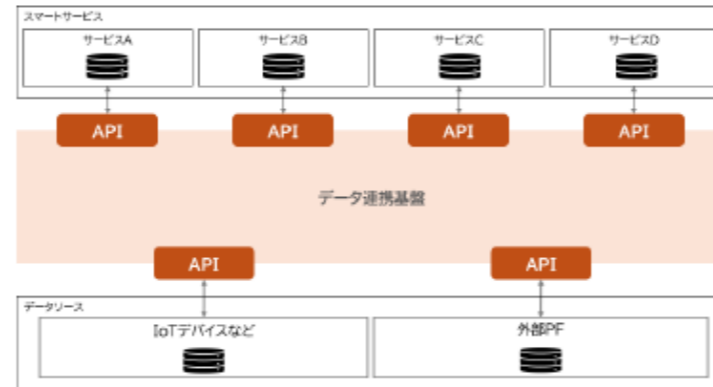 スマートサービス
サービスA
サービスB
サービスC
サービスD
API
API
API
API
データ連携基盤
API
API
データリース
IoTデバイスなど
外部PF